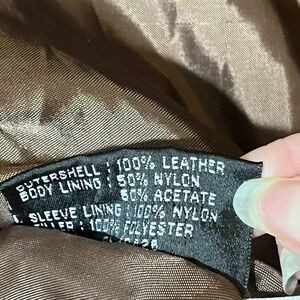 OUTERSHELL : 100% LEATHER
BODY LINING : 50% NYLON
50% ACETATE
SLEEVE LINING : 100% NYLON
FILLER : 100% POLYESTER